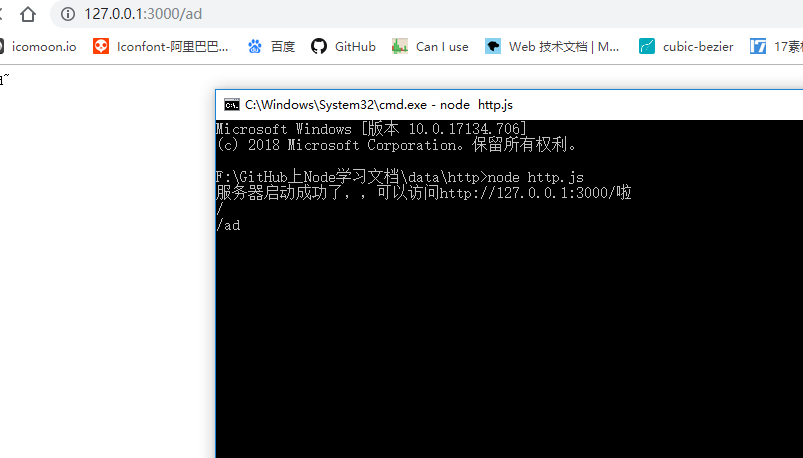 127.0.0.1:3000/ad
icomoon.io Iconfont-阿里巴巴... 百度 GitHub Can I use Web 技术文档 | M... cubic-bezier 17素
C:\Windows\System32\cmd.exe - node http.js
Microsoft Windows [版本 10.0.17134.706]
(c) 2018 Microsoft Corporation。保留所有权利。
F:\GitHub上Node学习文档\data\http>node http.js
服务器启动成功了，，可以访问http://127.0.0.1:3000/啦
/
/ad